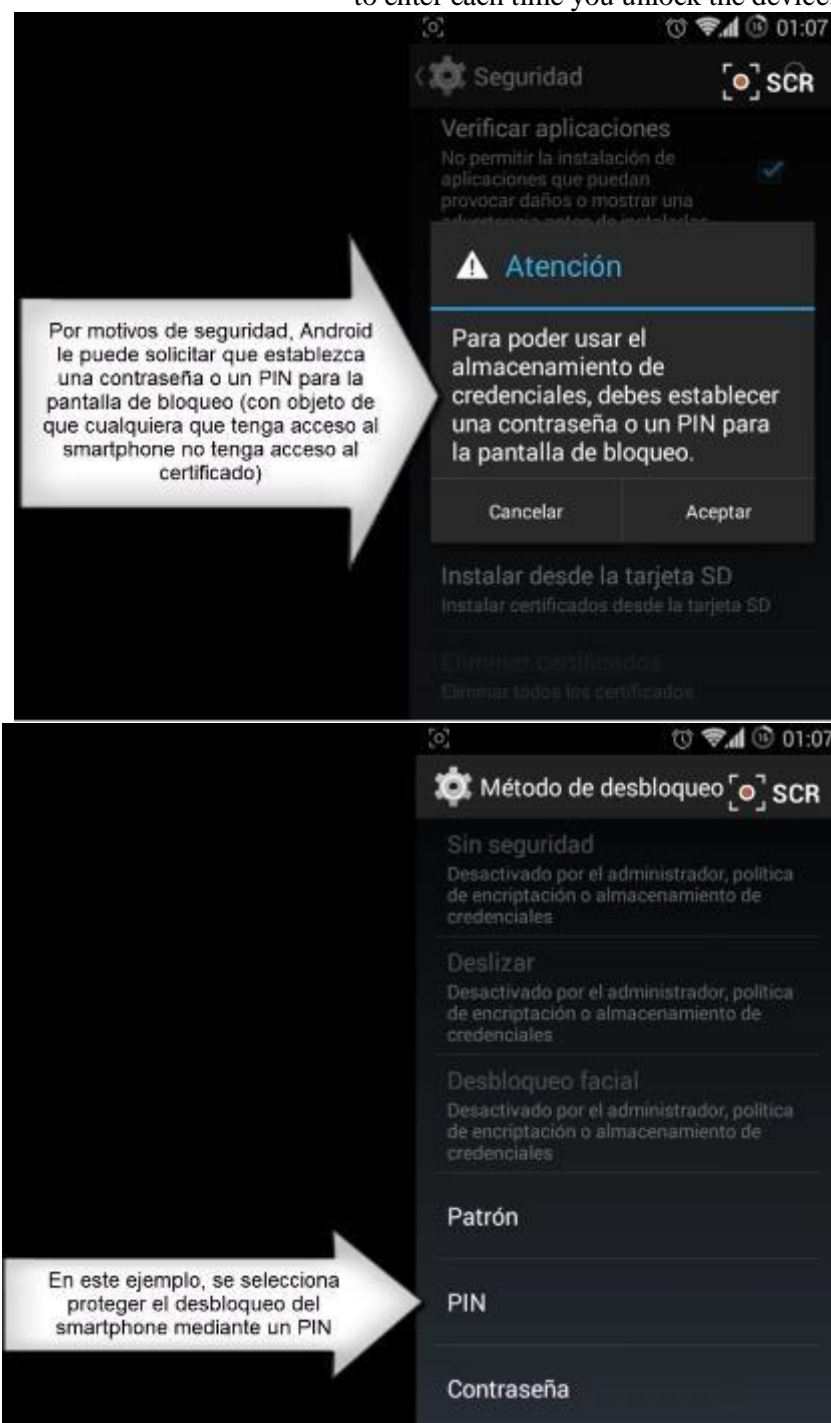 to enter each time you unlock the device
16 01:07
Seguridad
SCR
Verificar aplicaciones
No permitir la instalación de
aplicaciones que puedan
provocar daños o mostrar una
advertencia antes de instalarlas
Atención
Por motivos de seguridad, Android
le puede solicitar que establezca
una contraseña o un PIN para la
pantalla de bloqueo (con objeto de
que cualquiera que tenga acceso al
smartphone no tenga acceso al
certificado)
Para poder usar el
almacenamiento de
credenciales, debes establecer
una contraseña o un PIN para
la pantalla de bloqueo.
Cancelar Aceptar
Instalar desde la tarjeta SD
Instalar certificados desde la tarjeta SD
Eliminar certificados
Eliminar todos los certificados
16 01:07
Método de desbloqueo SCR
Sin seguridad
Desactivado por el administrador, política
de encriptación o almacenamiento de
credenciales
Deslizar
Desactivado por el administrador, política
de encriptación o almacenamiento de
credenciales
Desbloqueo facial
Desactivado por el administrador, política
de encriptación o almacenamiento de
credenciales
Patrón
En este ejemplo, se selecciona
proteger el desbloqueo del
smartphone mediante un PIN
PIN
Contraseña